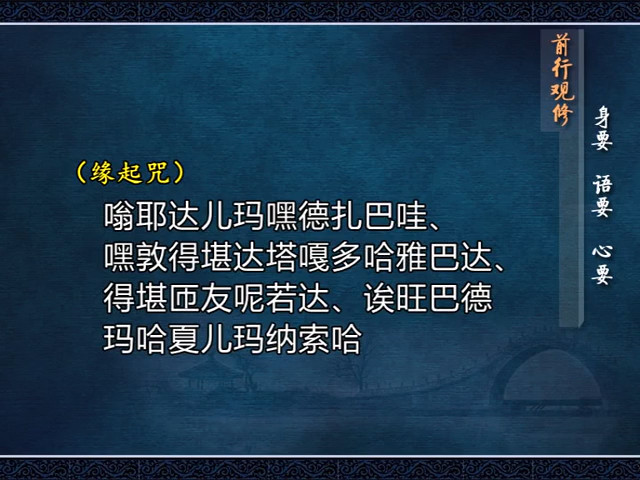 前行观修
身要 语要 心要
（缘起咒）
嗡耶达儿玛嘿德扎巴哇、
嘿敦得堪达塔嘎多哈雅巴达、
得堪匝友呢若达、诶旺巴德
玛哈夏儿玛纳索哈